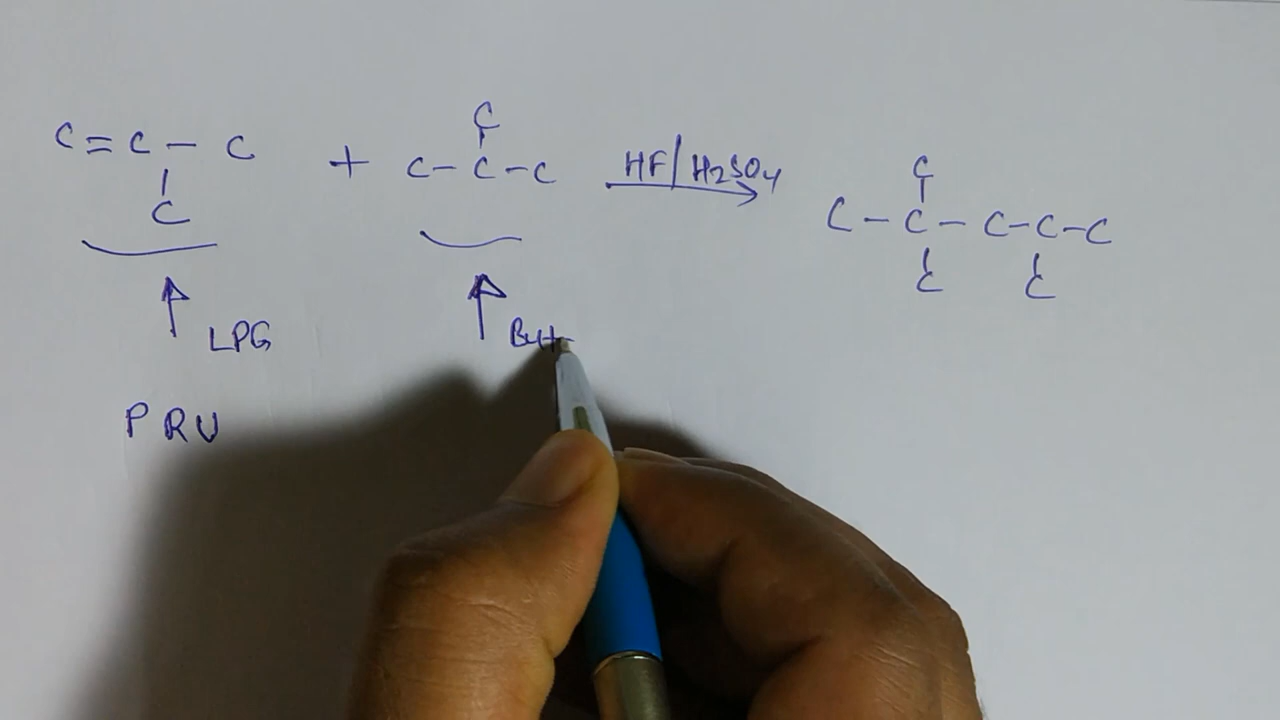 C C
C=C-C + C-C-C HF/H2SO4 C-C-C-C-C
C C C
LPG But
PRU